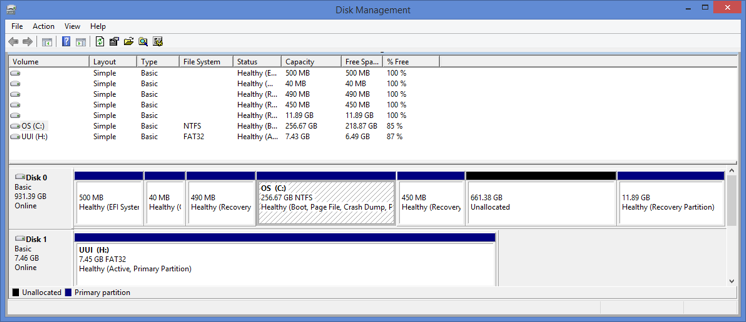 Disk Management
File Action View Help
Volume Layout Type File System Status Capacity Free Spa... % Free
Simple Basic Healthy (E... 500 MB 500 MB 100 %
Simple Basic Healthy (... 40 MB 40 MB 100 %
Simple Basic Healthy (R... 490 MB 490 MB 100 %
Simple Basic Healthy (R... 450 MB 450 MB 100 %
Simple Basic Healthy (R... 11.89 GB 11.89 GB 100 %
OS (C:) Simple Basic NTFS Healthy (B... 256.67 GB 218.87 GB 85 %
UUI (H:) Simple Basic FAT32 Healthy (A... 7.43 GB 6.49 GB 87 %
Disk 0
Basic
931.39 GB
Online
500 MB
Healthy (EFI System
40 MB
Healthy (
490 MB
Healthy (Recovery
OS (C:)
256.67 GB NTFS
Healthy (Boot, Page File, Crash Dump, P
450 MB
Healthy (Recovery
661.38 GB
Unallocated
11.89 GB
Healthy (Recovery Partition)
Disk 1
Basic
7.46 GB
Online
UUI (H:)
7.45 GB FAT32
Healthy (Active, Primary Partition)
Unallocated Primary partition